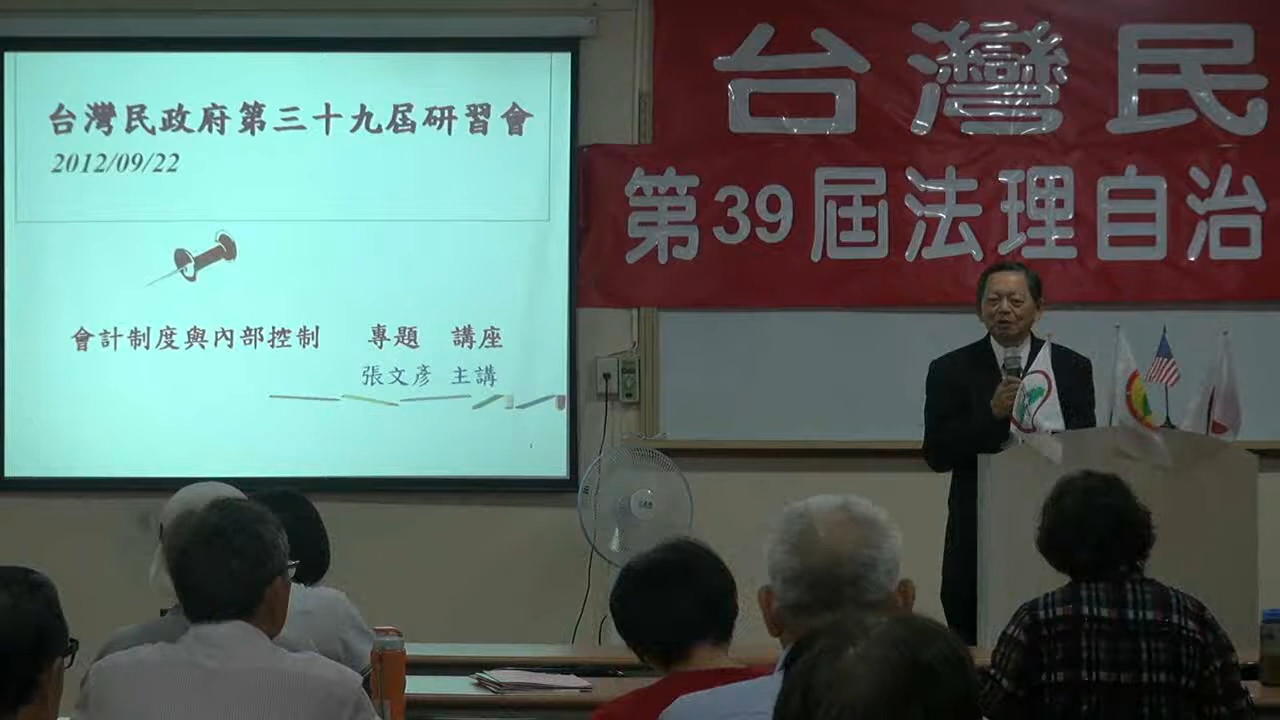 台灣民政府第三十九屆研習會
2012/09/22
會計制度與內部控制 專題 講座
張文彥 主講
台灣民
第39屆法理自治